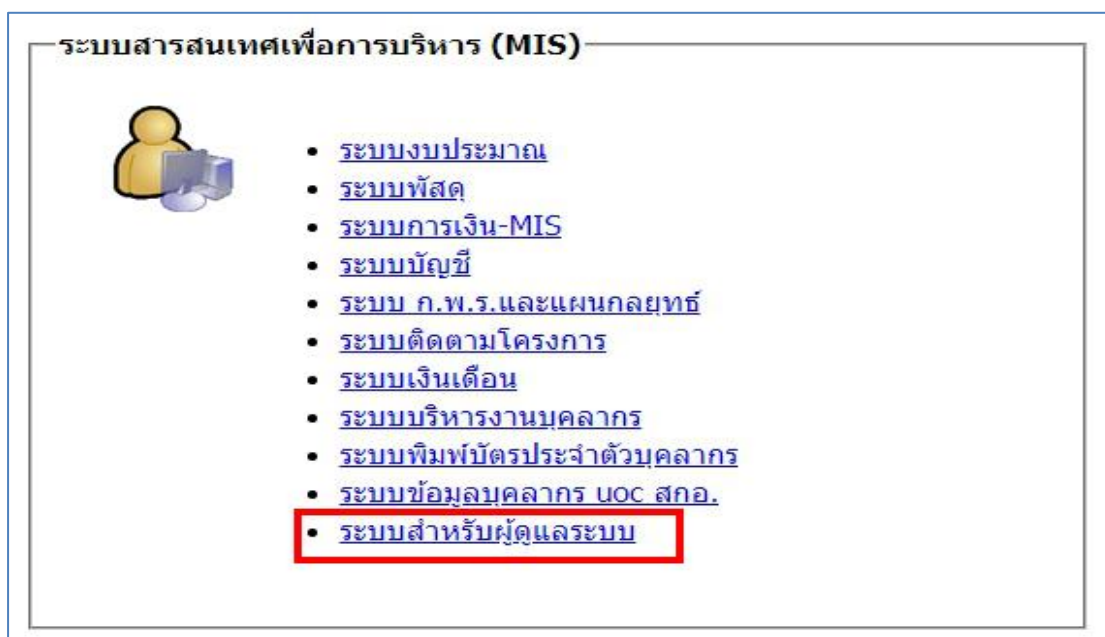 ระบบสารสนเทศเพื่อการบริหาร (MIS)
ระบบงบประมาณ
ระบบพัสดุ
ระบบการเงิน-MIS
ระบบบัญชี
ระบบ ก.พ.ร.และแผนกลยุทธ์
ระบบติดตามโครงการ
ระบบเงินเดือน
ระบบบริหารงานบุคลากร
ระบบพิมพ์บัตรประจำตัวบุคลากร
ระบบข้อมูลบุคลากร uoc สกอ.
ระบบสำหรับผู้ดูแลระบบ